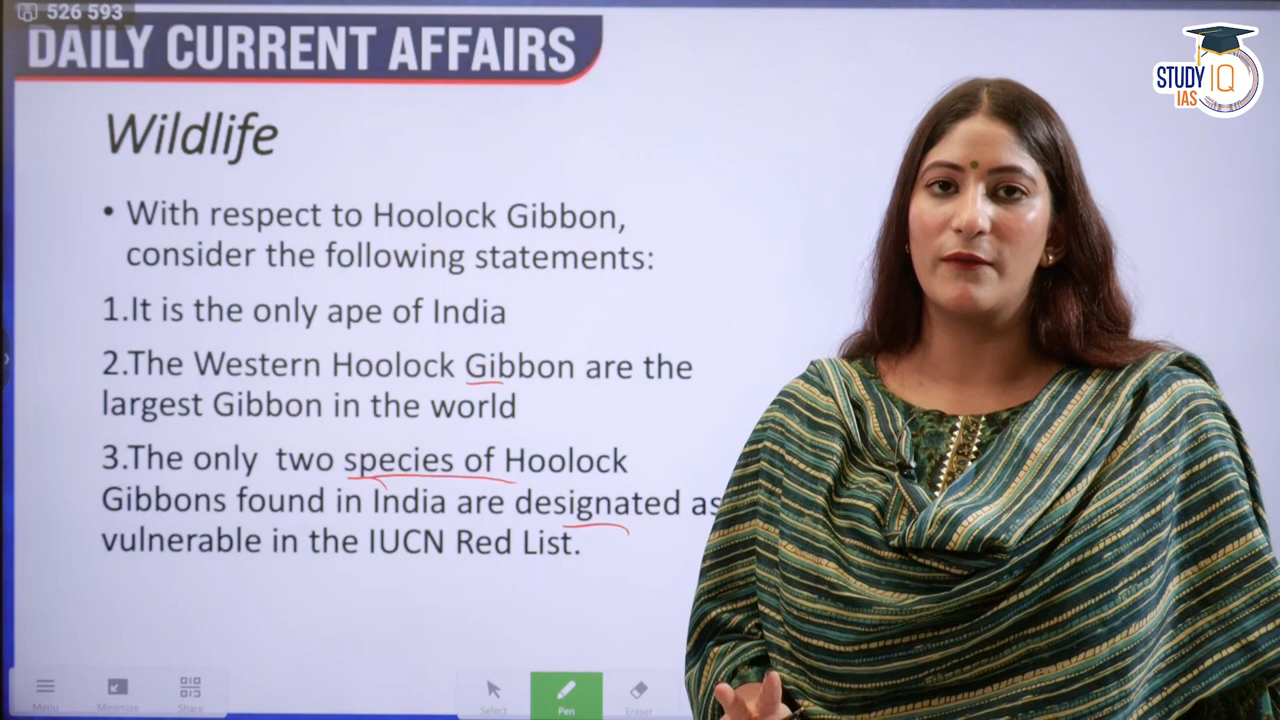 526 593
DAILY CURRENT AFFAIRS
STUDY IQ
IAS
Wildlife
• With respect to Hoolock Gibbon,
consider the following statements:
1.It is the only ape of India
2.The Western Hoolock Gibbon are the
largest Gibbon in the world
3.The only two species of Hoolock
Gibbons found in India are designated as
vulnerable in the IUCN Red List.
Menu Minimize Share Select Pen Eraser